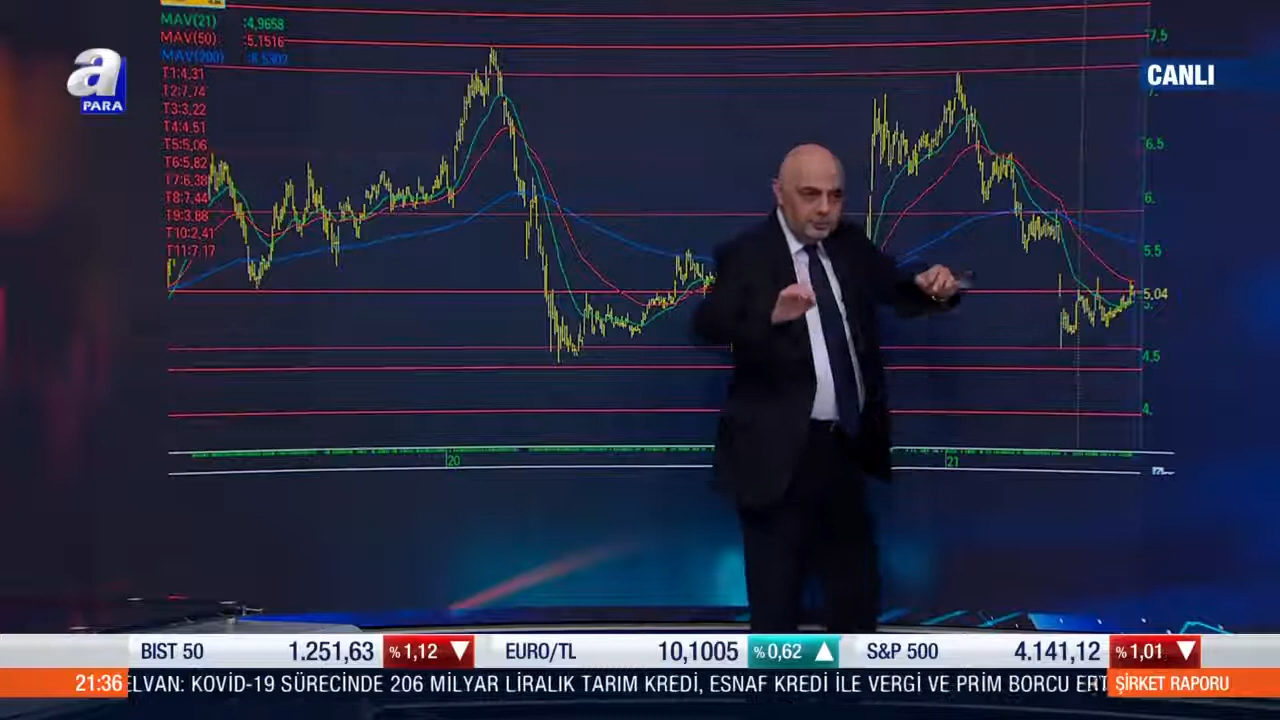 MAV(21) :4,9658
MAV(50) :5,1516
MAV(200)
T1:4,31
T2:7,74
T3:3,22
T4:4,51
T5:5,06
T6:5,82
T7:6,38
T8:7,44
T9:3,88
T10:2,41
T11:7,17
a
PARA
CANLI
7.5
7.
6.5
6.
5.5
5,04
5.
4.5
4.
20
21
BIST 50 1.251,63 %1,12 EURO/TL 10,1005 %0,62 S&P 500 4.141,12 %1,01
21:36 ELVAN: KOVİD-19 SÜRECİNDE 206 MİLYAR LİRALIK TARIM KREDİ, ESNAF KREDİ İLE VERGİ VE PRİM BORCU ERT ŞİRKET RAPORU